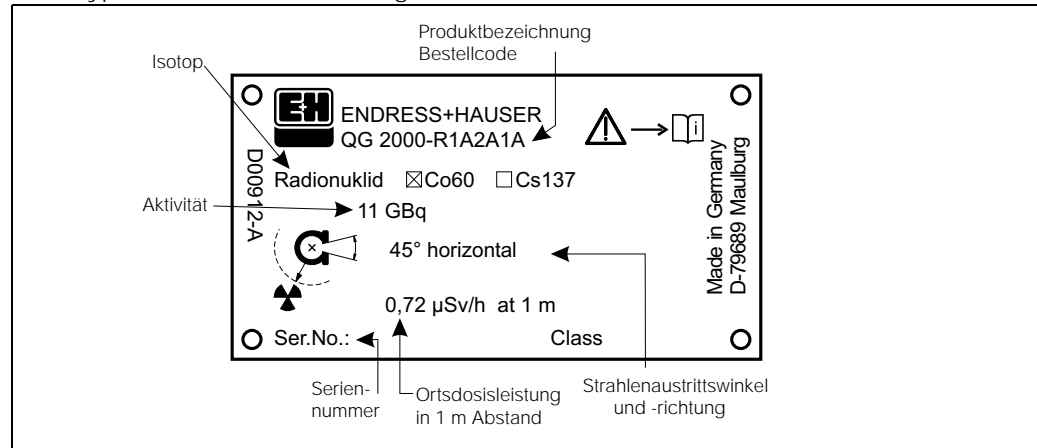 Produktbezeichnung
Bestellcode
Isotop
E+H
ENDRESS+HAUSER
QG 2000-R1A2A1A
i
Radionuklid ☒Co60 ☐Cs137
Aktivität
11 GBq
D00912-A
45° horizontal
Made in Germany
D-79689 Maulburg
0,72 µSv/h at 1 m
Ser.No.:
Class
Serien-
nummer
Ortsdosisleistung
in 1 m Abstand
Strahlenaustrittswinkel
und -richtung